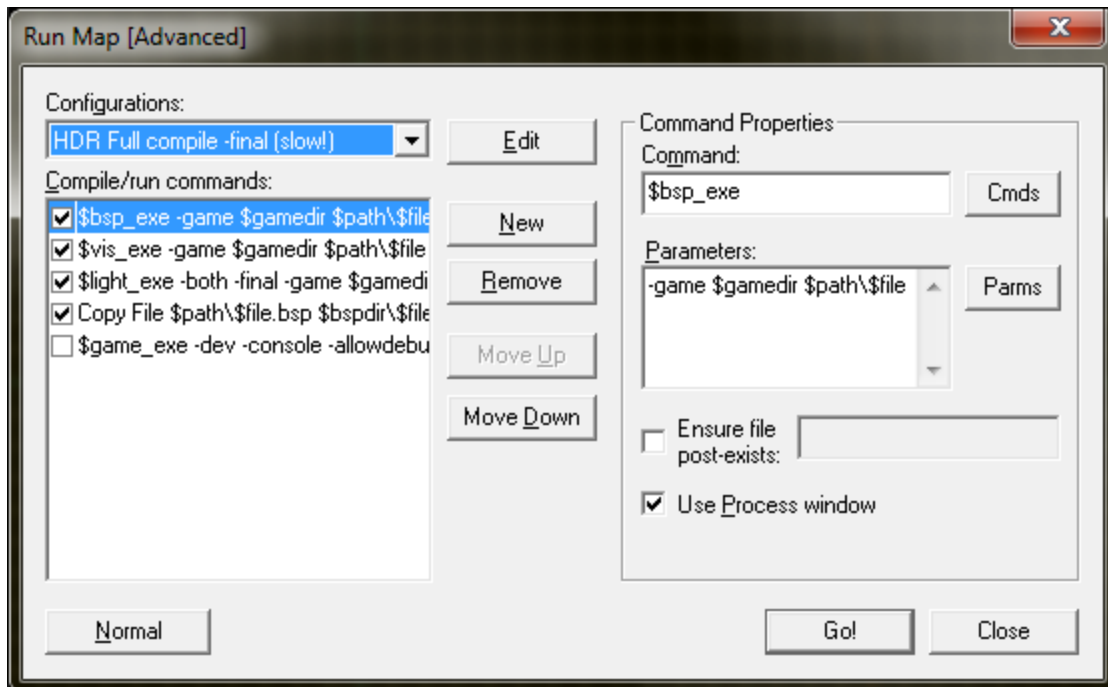 Run Map [Advanced]
Configurations:
HDR Full compile -final (slow!)
Edit
Compile/run commands:
$bsp_exe -game $gamedir $path\$file
$vis_exe -game $gamedir $path\$file
$light_exe -both -final -game $gamedi
Copy File $path\$file.bsp $bspdir\$file
$game_exe -dev -console -allowdebu
New
Remove
Move Up
Move Down
Command Properties
Command:
$bsp_exe
Cmds
Parameters:
-game $gamedir $path\$file
Parms
Ensure file
post-exists:
Use Process window
Normal
Go!
Close